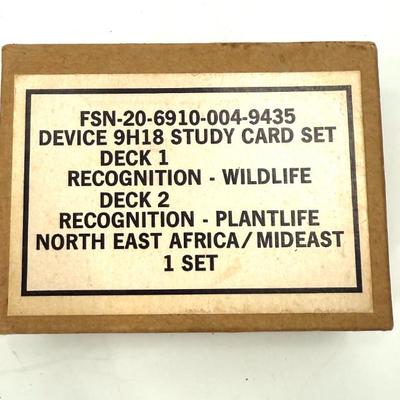 FSN-20-6910-004-9435
DEVICE 9H18 STUDY CARD SET
DECK 1
RECOGNITION - WILDLIFE
DECK 2
RECOGNITION - PLANTLIFE
NORTH EAST AFRICA/MIDEAST
1 SET